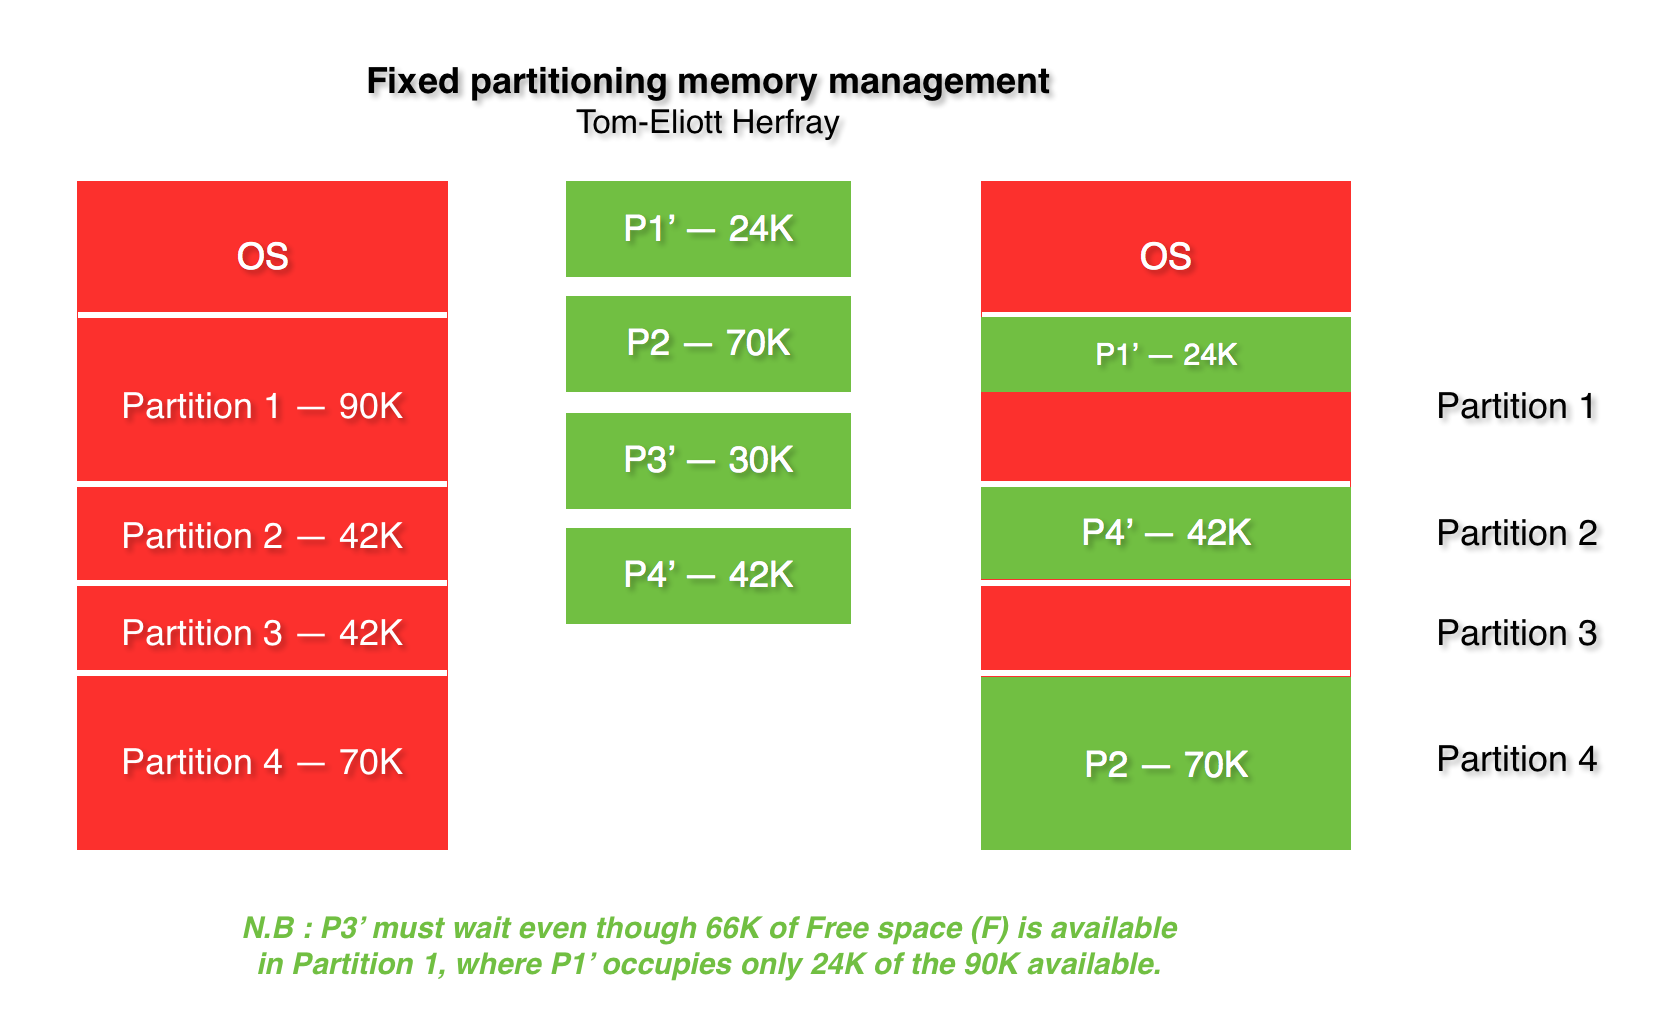 Fixed partitioning memory management
Tom-Eliott Herfray
OS
Partition 1 — 90K
Partition 2 — 42K
Partition 3 — 42K
Partition 4 — 70K
P1’ — 24K
P2 — 70K
P3’ — 30K
P4’ — 42K
OS
P1’ — 24K
P4’ — 42K
P2 — 70K
Partition 1
Partition 2
Partition 3
Partition 4
N.B : P3’ must wait even though 66K of Free space (F) is available
in Partition 1, where P1’ occupies only 24K of the 90K available.